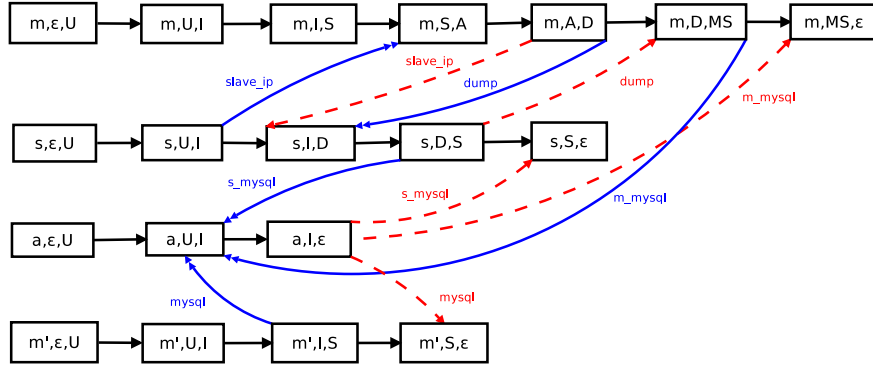 m,ε,U m,U,I m,I,S m,S,A m,A,D m,D,MS m,MS,ε
slave_ip slave_ip dump dump m_mysql
s,ε,U s,U,I s,I,D s,D,S s,S,ε
s_mysql s_mysql m_mysql
a,ε,U a,U,I a,I,ε
mysql mysql
m',ε,U m',U,I m',I,S m',S,ε